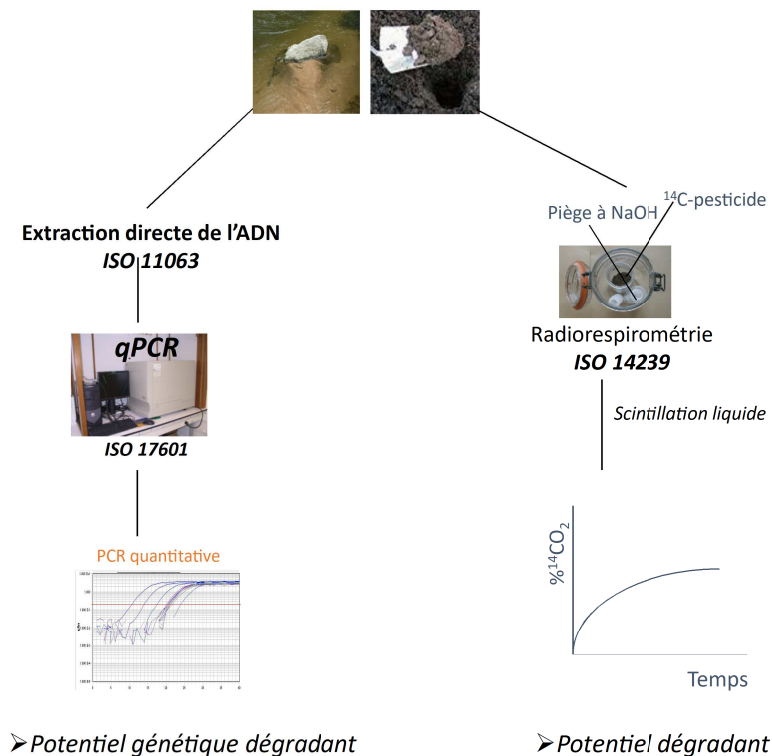 Extraction directe de l'ADN
ISO 11063
qPCR
ISO 17601
PCR quantitative
➢Potentiel génétique dégradant
Piège à NaOH
¹⁴C-pesticide
Radiorespirométrie
ISO 14239
Scintillation liquide
%¹⁴CO₂
Temps
➢Potentiel dégradant